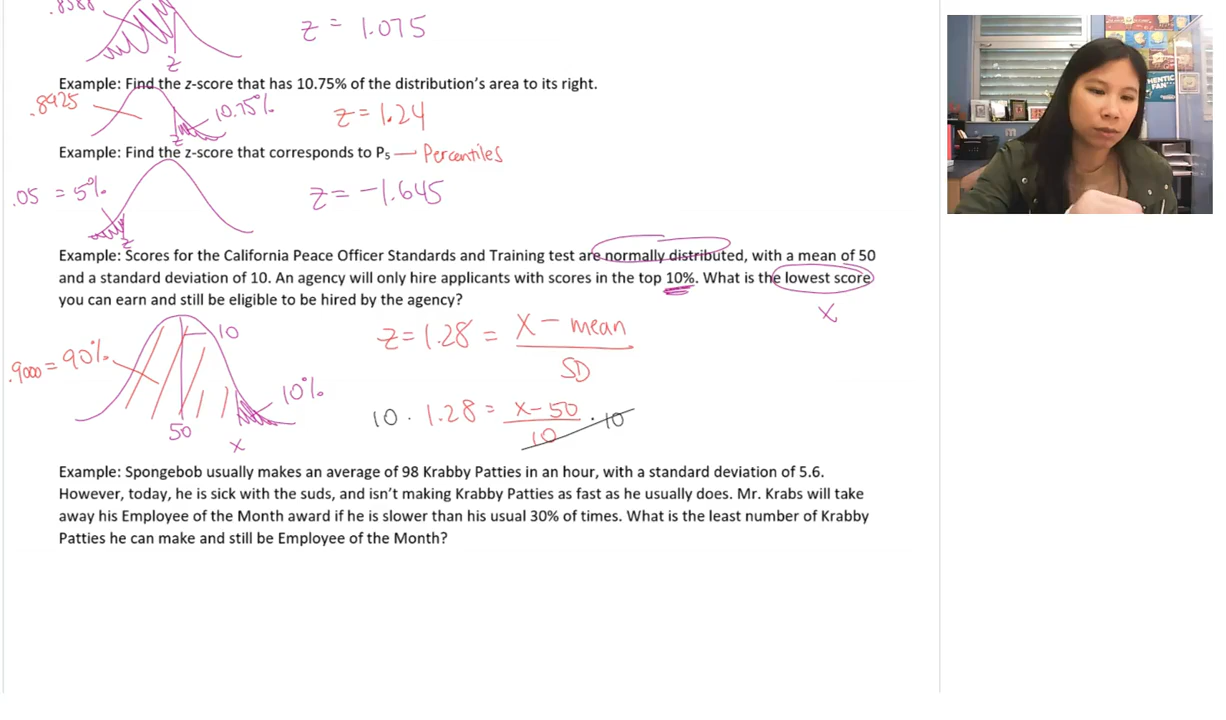 .8588
z = 1.075
Example: Find the z-score that has 10.75% of the distribution's area to its right.
.8925
10.75%
z
z = 1.24
Example: Find the z-score that corresponds to P5 — Percentiles
.05 = 5%
z
z = -1.645
Example: Scores for the California Peace Officer Standards and Training test are normally distributed, with a mean of 50
and a standard deviation of 10. An agency will only hire applicants with scores in the top 10%. What is the lowest score
you can earn and still be eligible to be hired by the agency?
x
.9000 = 90%
10
10%
50
x
z = 1.28 = x - mean
SD
10 · 1.28 = x - 50 · 10
10
Example: Spongebob usually makes an average of 98 Krabby Patties in an hour, with a standard deviation of 5.6.
However, today, he is sick with the suds, and isn't making Krabby Patties as fast as he usually does. Mr. Krabs will take
away his Employee of the Month award if he is slower than his usual 30% of times. What is the least number of Krabby
Patties he can make and still be Employee of the Month?
HENTIC
FAN